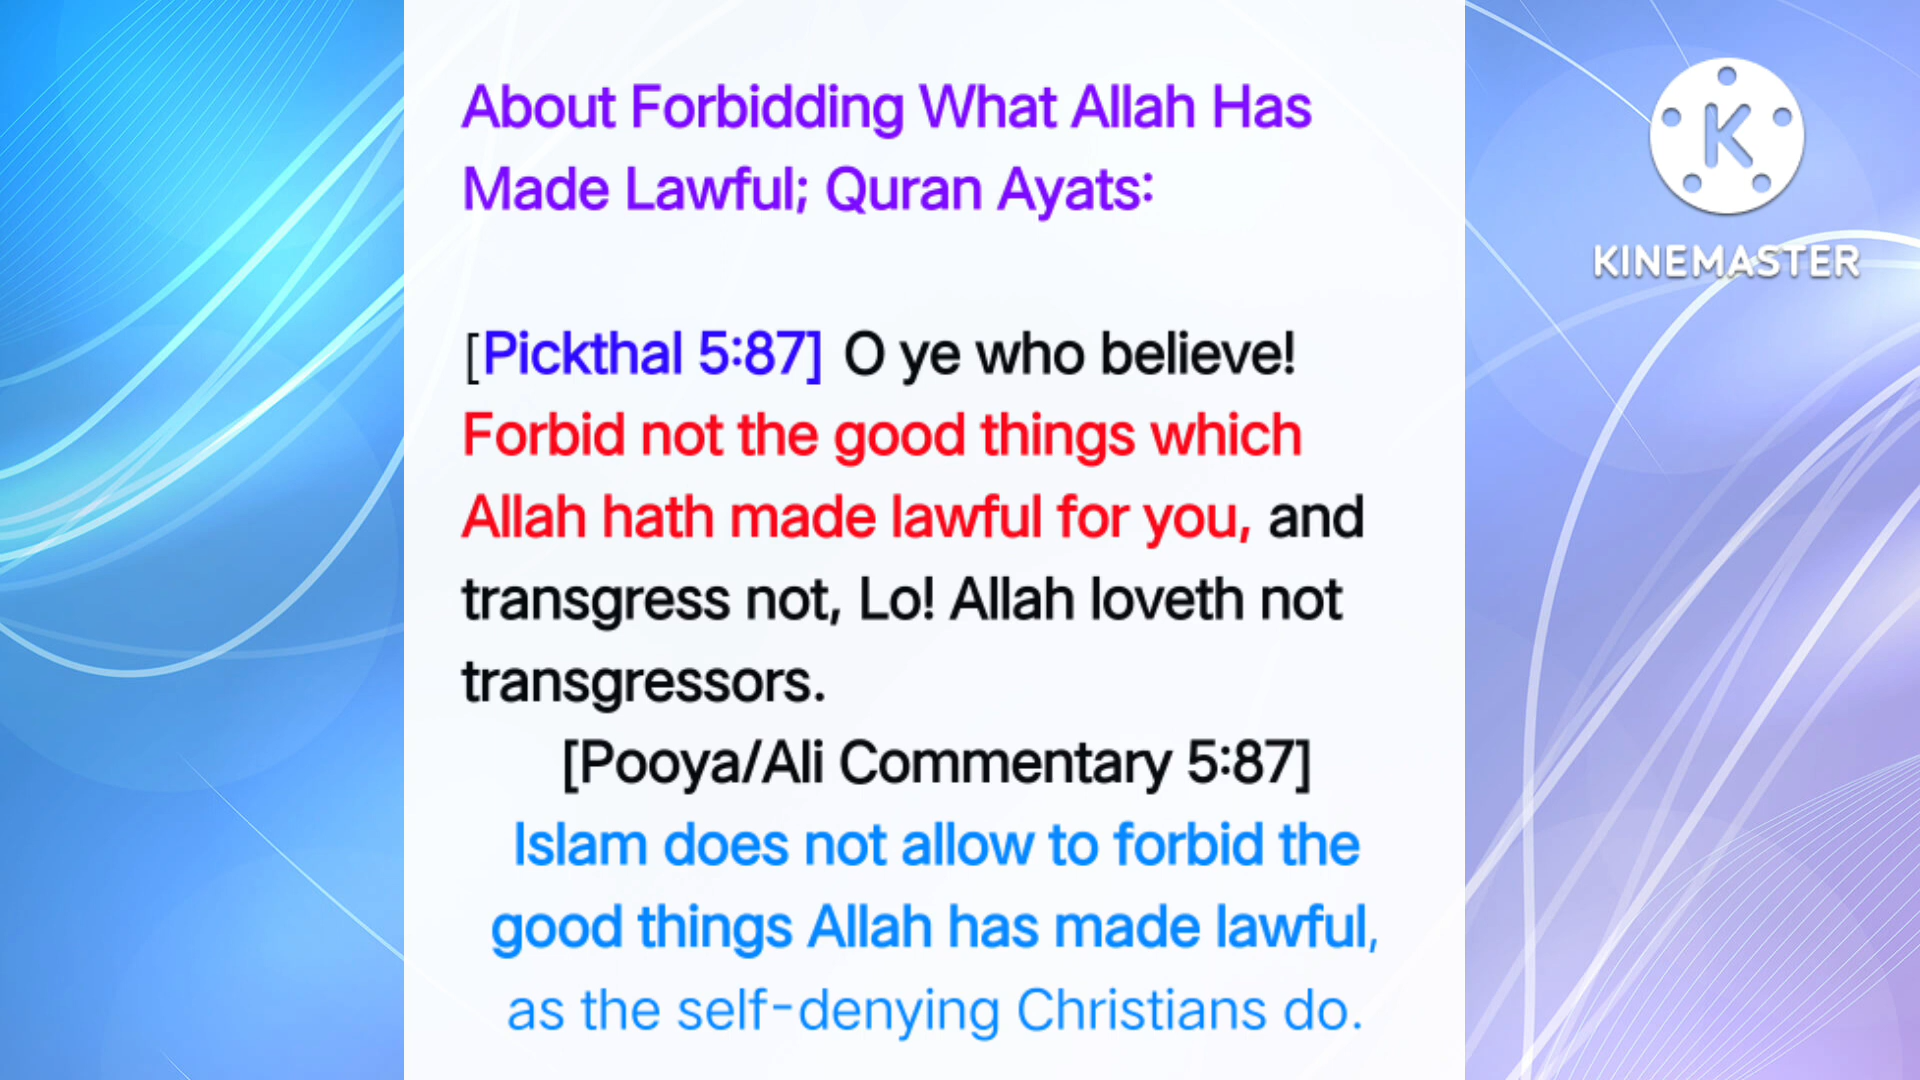 About Forbidding What Allah Has
Made Lawful; Quran Ayats:
[Pickthal 5:87] O ye who believe!
Forbid not the good things which
Allah hath made lawful for you, and
transgress not, Lo! Allah loveth not
transgressors.
[Pooya/Ali Commentary 5:87]
Islam does not allow to forbid the
good things Allah has made lawful,
as the self-denying Christians do.
K
KINEMASTER